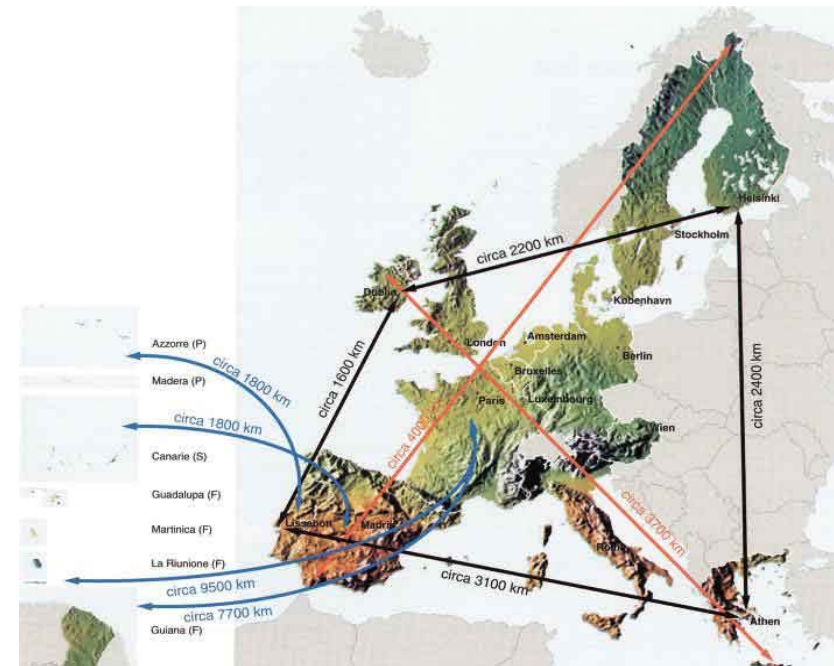 Helsinki
Stockholm
circa 2200 km
Dublin
København
Azzorre (P)
Madera (P)
circa 1800 km
circa 1600 km
London
Amsterdam
Berlin
Bruxelles
Paris
Luxembourg
circa 2400 km
circa 1800 km
Wien
Canarie (S)
Guadalupa (F)
Lissabon
Madrid
circa 3700 km
Martinica (F)
Roma
La Riunione (F)
circa 9500 km
circa 3100 km
circa 7700 km
Athen
Guiana (F)